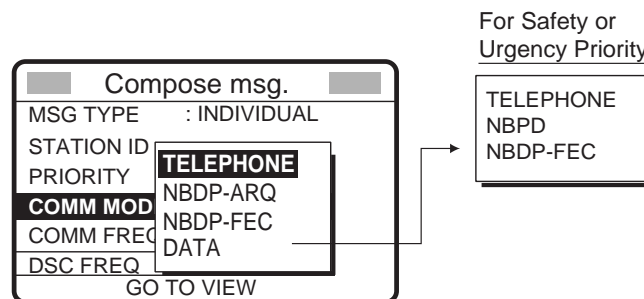 For Safety or
Urgency Priority
Compose msg.
MSG TYPE : INDIVIDUAL
STATION ID
PRIORITY
COMM MOD
COMM FREQ
DSC FREQ
GO TO VIEW
TELEPHONE
NBDP-ARQ
NBDP-FEC
DATA
TELEPHONE
NBPD
NBDP-FEC